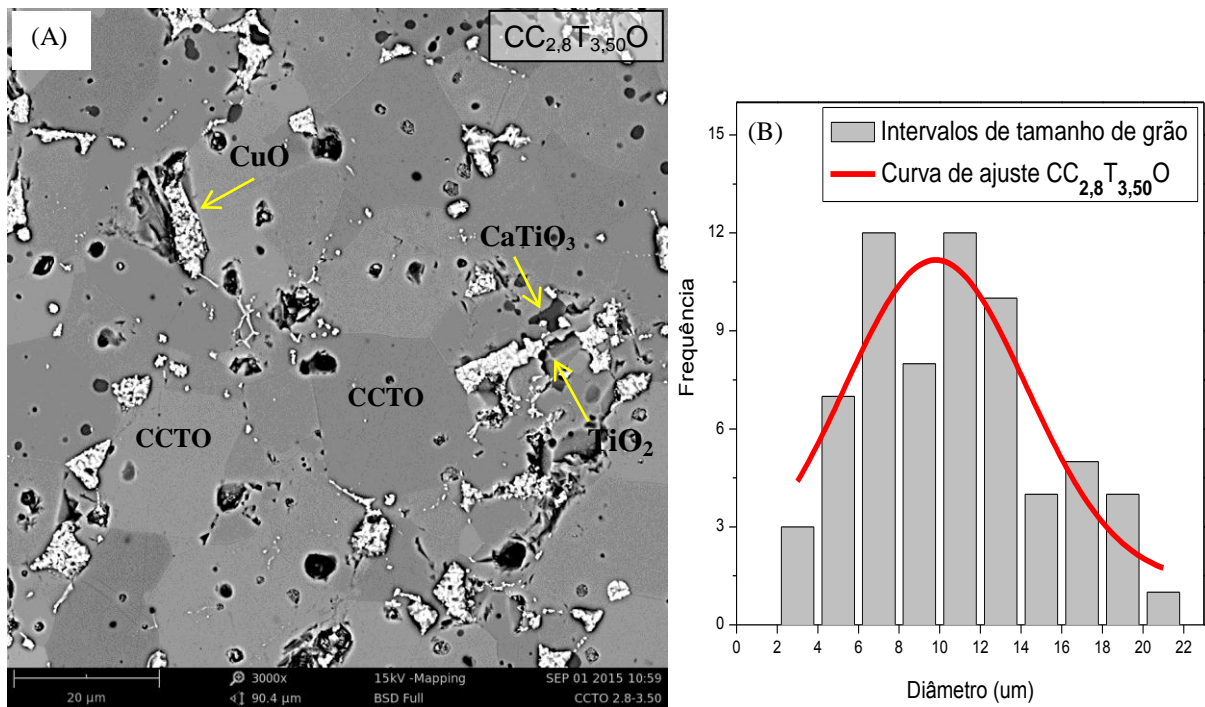 (A)
CC2,8T3,50O
CuO
CaTiO3
CCTO
CCTO
TiO2
20 µm
3000x
90.4 µm
15kV -Mapping
BSD Full
SEP 01 2015 10:59
CCTO 2.8-3.50
(B)
Intervalos de tamanho de grão
Curva de ajuste CC2,8T3,50O
Frequência
15
12
9
6
3
0
0 2 4 6 8 10 12 14 16 18 20 22
Diâmetro (um)